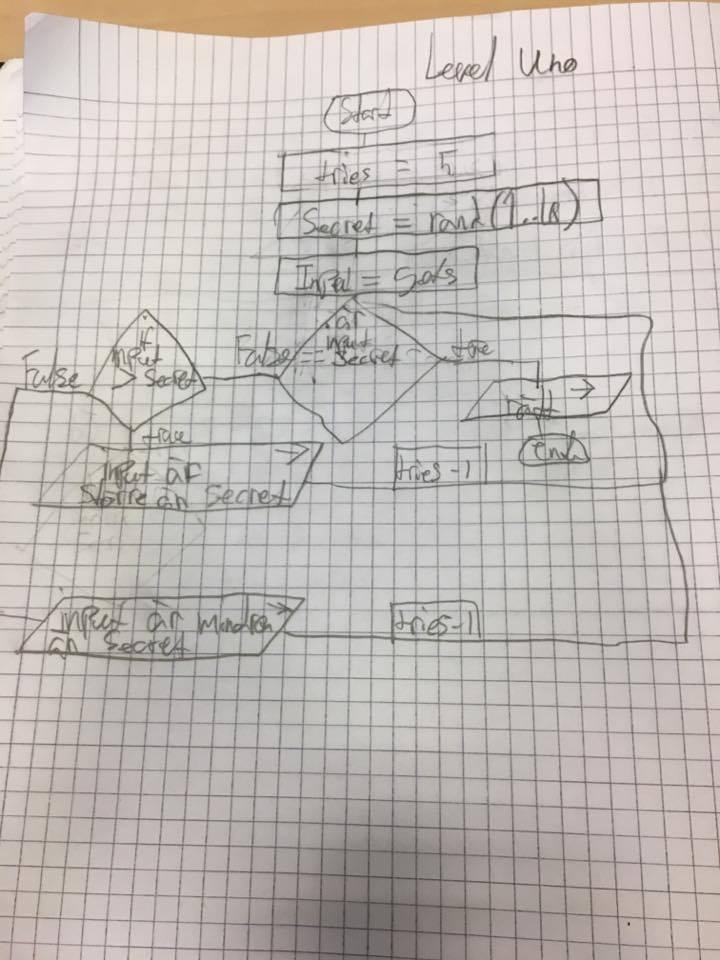 Level Uno
Start
tries = 5
Secret = rand(1..10)
Input = Gets
är
input
== Secret
False
true
If
input
> Secret
False
true
rätt
end
Input är
större än Secret
tries-1
input är mindre
än Secret
tries-1